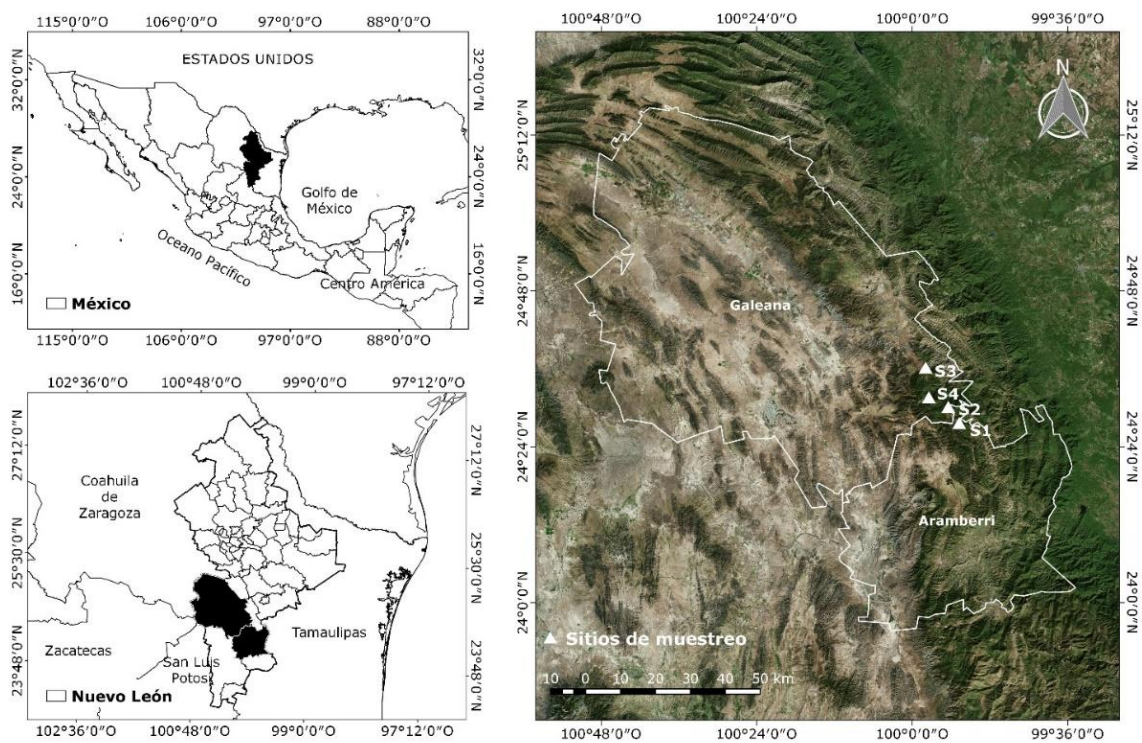 115°0'0"O 106°0'0"O 97°0'0"O 88°0'0"O
32°0'0"N
24°0'0"N
16°0'0"N
ESTADOS UNIDOS
Golfo de
México
Oceano Pacífico
Centro América
México
32°0'0"N
24°0'0"N
16°0'0"N
115°0'0"O 106°0'0"O 97°0'0"O 88°0'0"O
102°36'0"O 100°48'0"O 99°0'0"O 97°12'0"O
27°12'0"N
25°30'0"N
23°48'0"N
Coahuila
de
Zaragoza
Tamaulipas
Zacatecas
San Luis
Potos
Nuevo León
27°12'0"N
25°30'0"N
23°48'0"N
102°36'0"O 100°48'0"O 99°0'0"O 97°12'0"O
100°48'0"O 100°24'0"O 100°0'0"O 99°36'0"O
N
Galeana
S3
S4
S2
S1
Aramberri
Sitios de muestreo
10 0 10 20 30 40 50 km
25°12'0"N
24°48'0"N
24°24'0"N
24°0'0"N
25°12'0"N
24°48'0"N
24°24'0"N
24°0'0"N
100°48'0"O 100°24'0"O 100°0'0"O 99°36'0"O